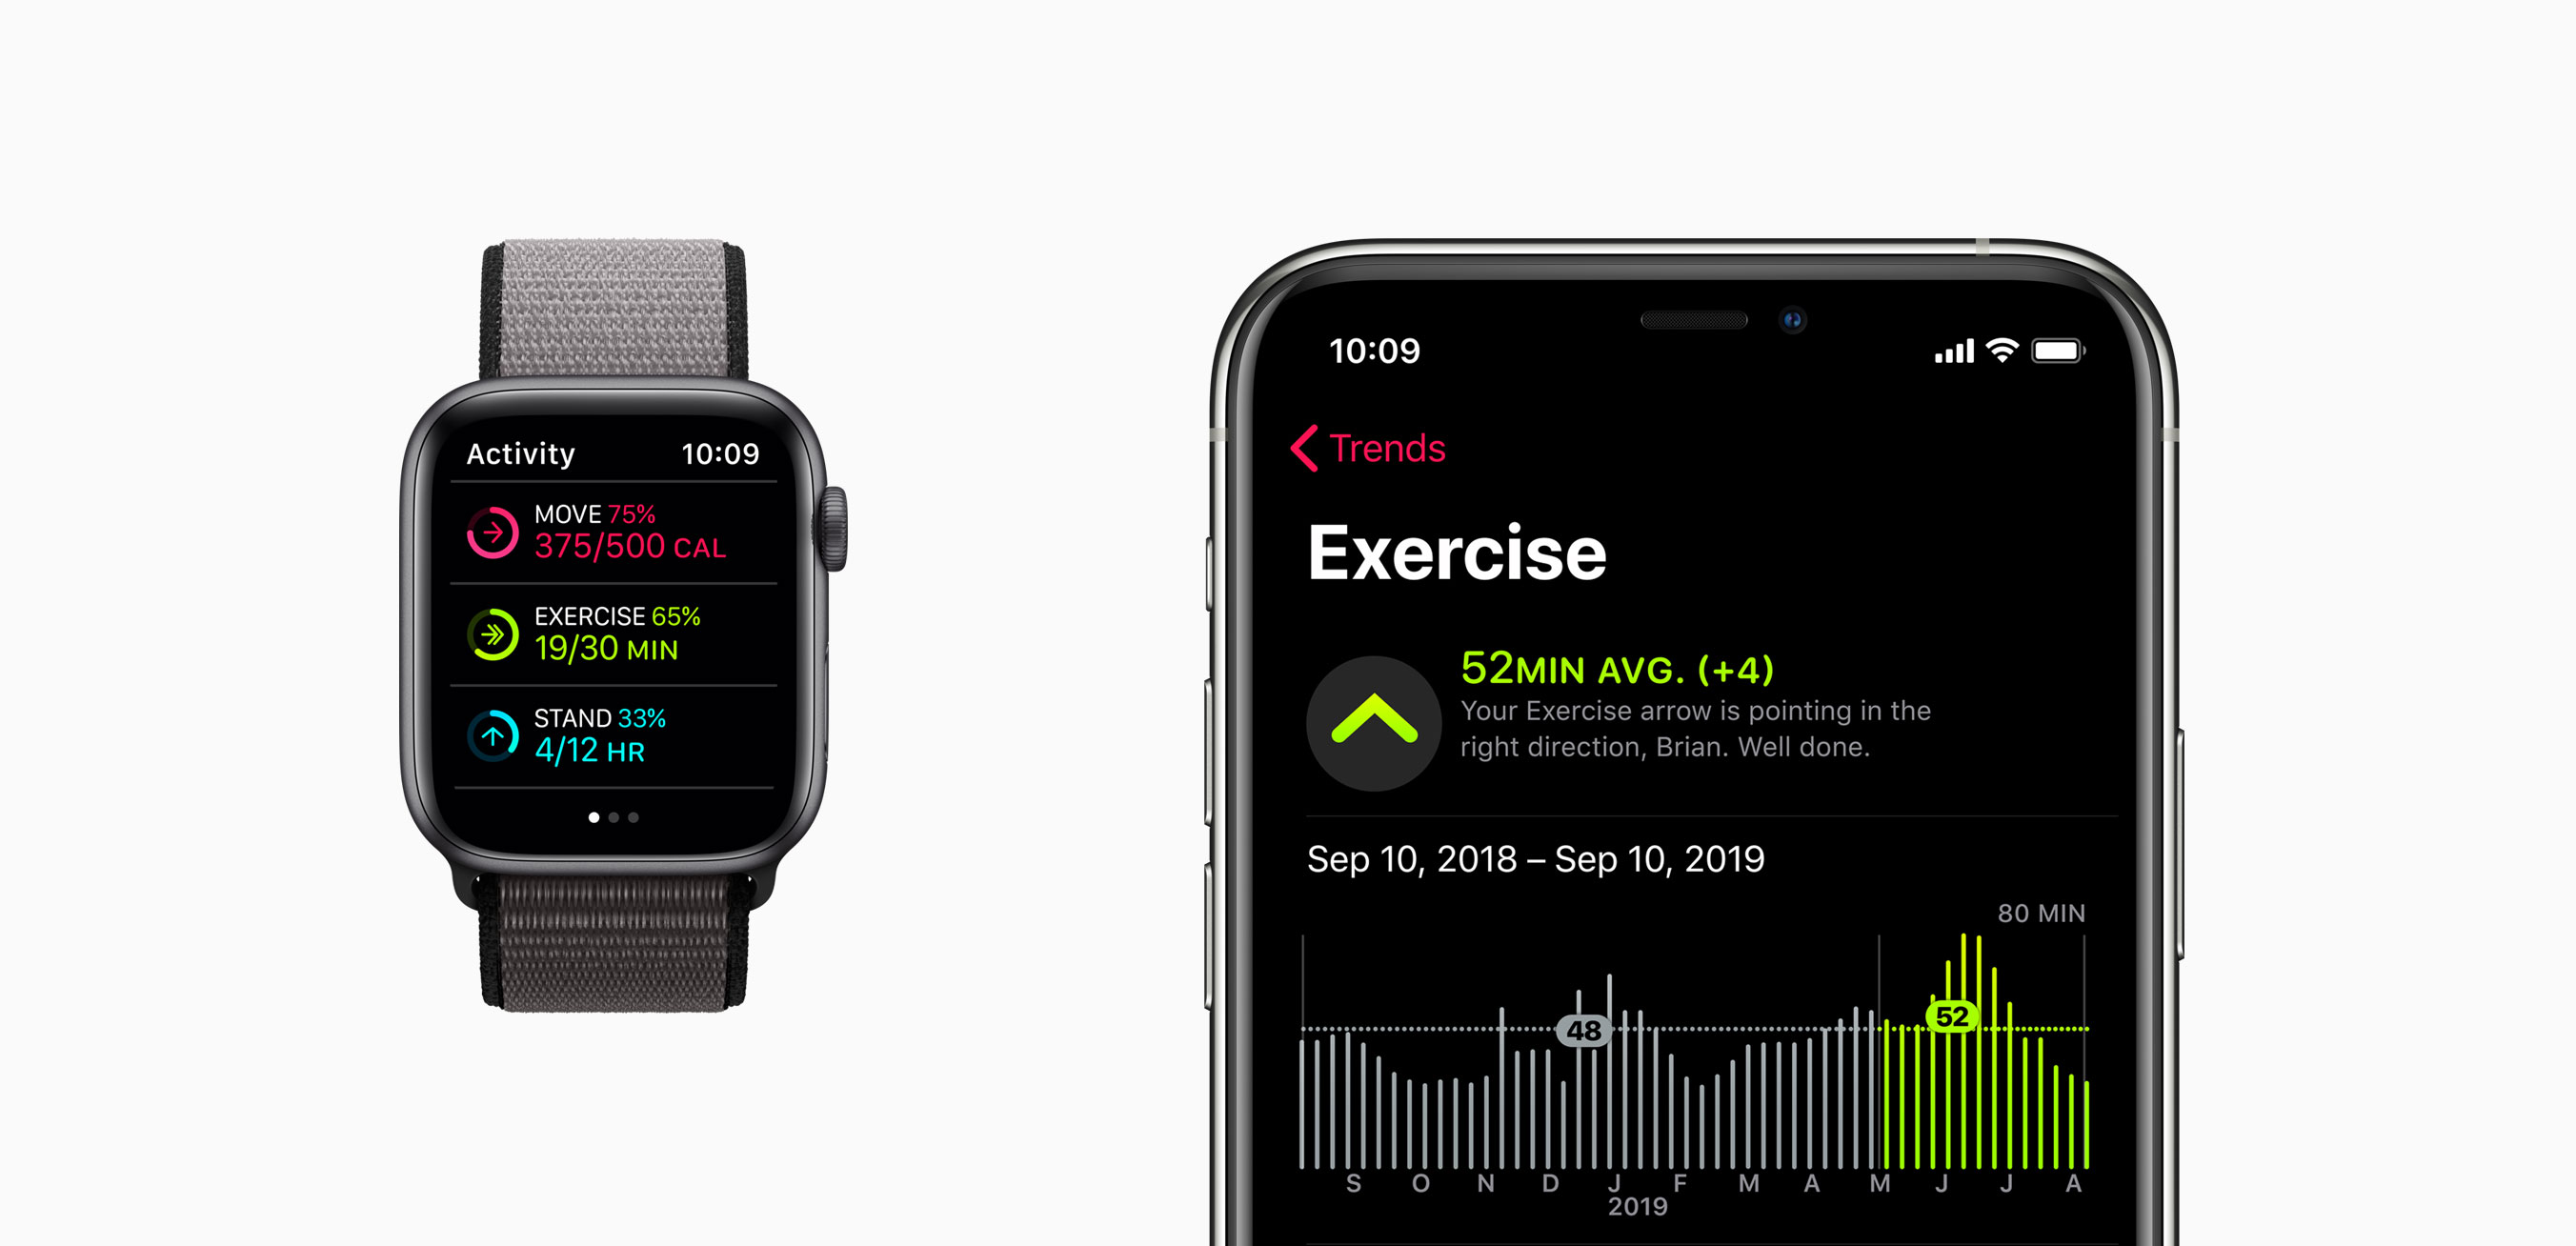 Activity 10:09
MOVE 75%
375/500 CAL
EXERCISE 65%
19/30 MIN
STAND 33%
4/12 HR
10:09
Trends
Exercise
52MIN AVG. (+4)
Your Exercise arrow is pointing in the
right direction, Brian. Well done.
Sep 10, 2018 – Sep 10, 2019
80 MIN
48
52
S O N D J F M A M J J A
2019